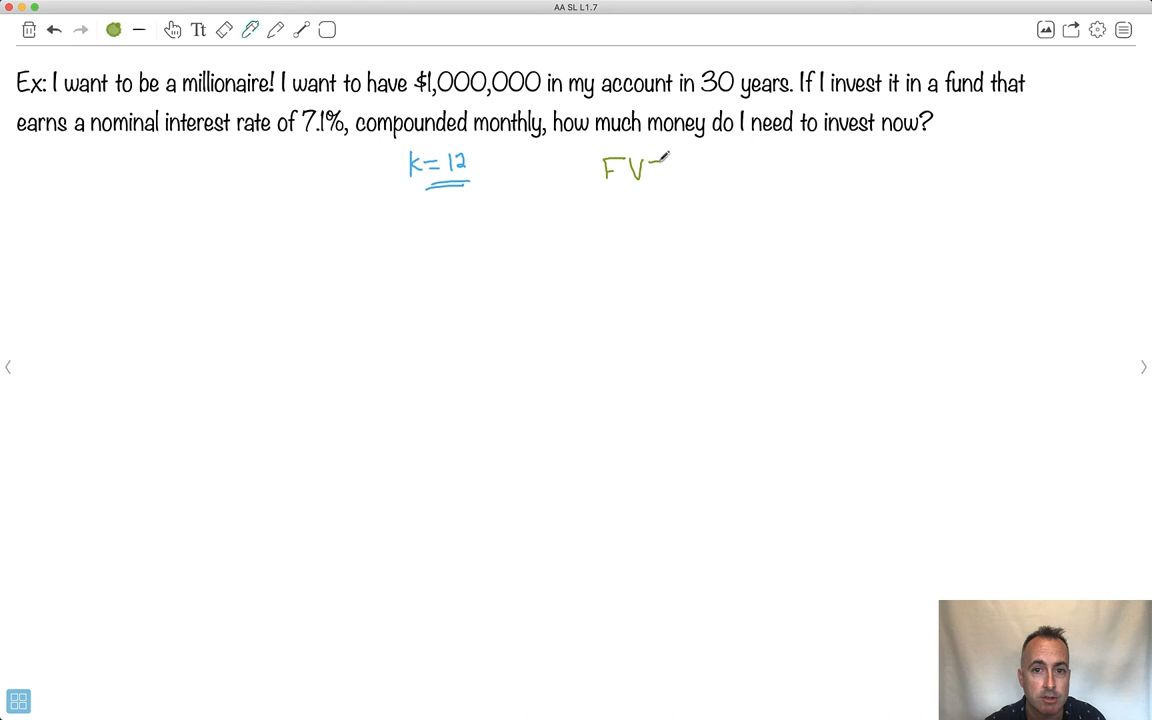 AA SL L1.7
Tt
Ex: I want to be a millionaire! I want to have $1,000,000 in my account in 30 years. If I invest it in a fund that
earns a nominal interest rate of 7.1%, compounded monthly, how much money do I need to invest now?
k = 12 FV-